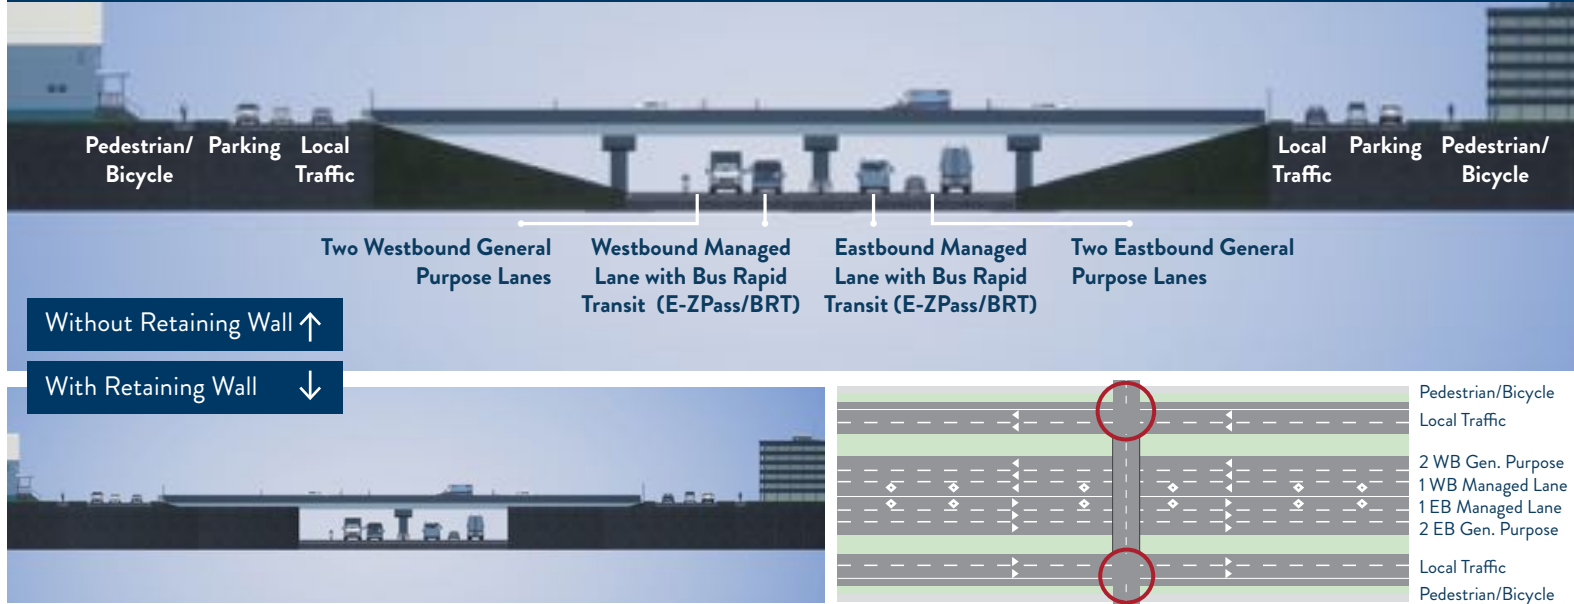 Pedestrian/
Bicycle
Parking
Local
Traffic
Local
Traffic
Parking
Pedestrian/
Bicycle
Two Westbound General
Purpose Lanes
Westbound Managed
Lane with Bus Rapid
Transit (E-ZPass/BRT)
Eastbound Managed
Lane with Bus Rapid
Transit (E-ZPass/BRT)
Two Eastbound General
Purpose Lanes
Without Retaining Wall ↑
With Retaining Wall ↓
Pedestrian/Bicycle
Local Traffic
2 WB Gen. Purpose
1 WB Managed Lane
1 EB Managed Lane
2 EB Gen. Purpose
Local Traffic
Pedestrian/Bicycle